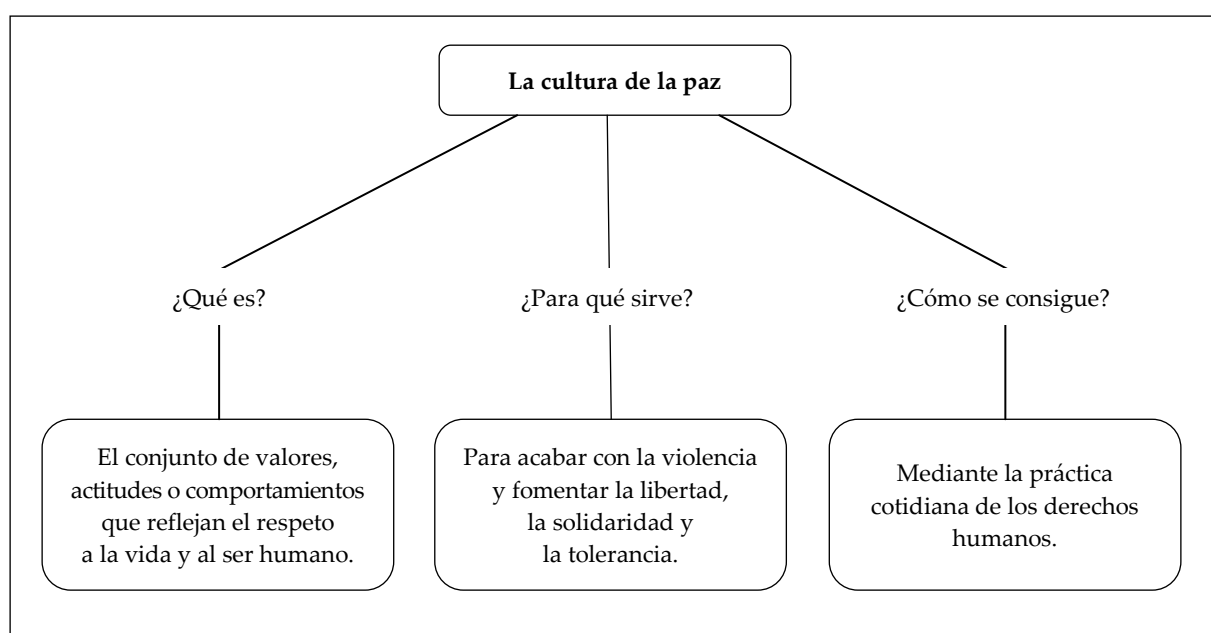 La cultura de la paz
¿Qué es?
¿Para qué sirve?
¿Cómo se consigue?
El conjunto de valores,
actitudes o comportamientos
que reflejan el respeto
a la vida y al ser humano.
Para acabar con la violencia
y fomentar la libertad,
la solidaridad y
la tolerancia.
Mediante la práctica
cotidiana de los derechos
humanos.